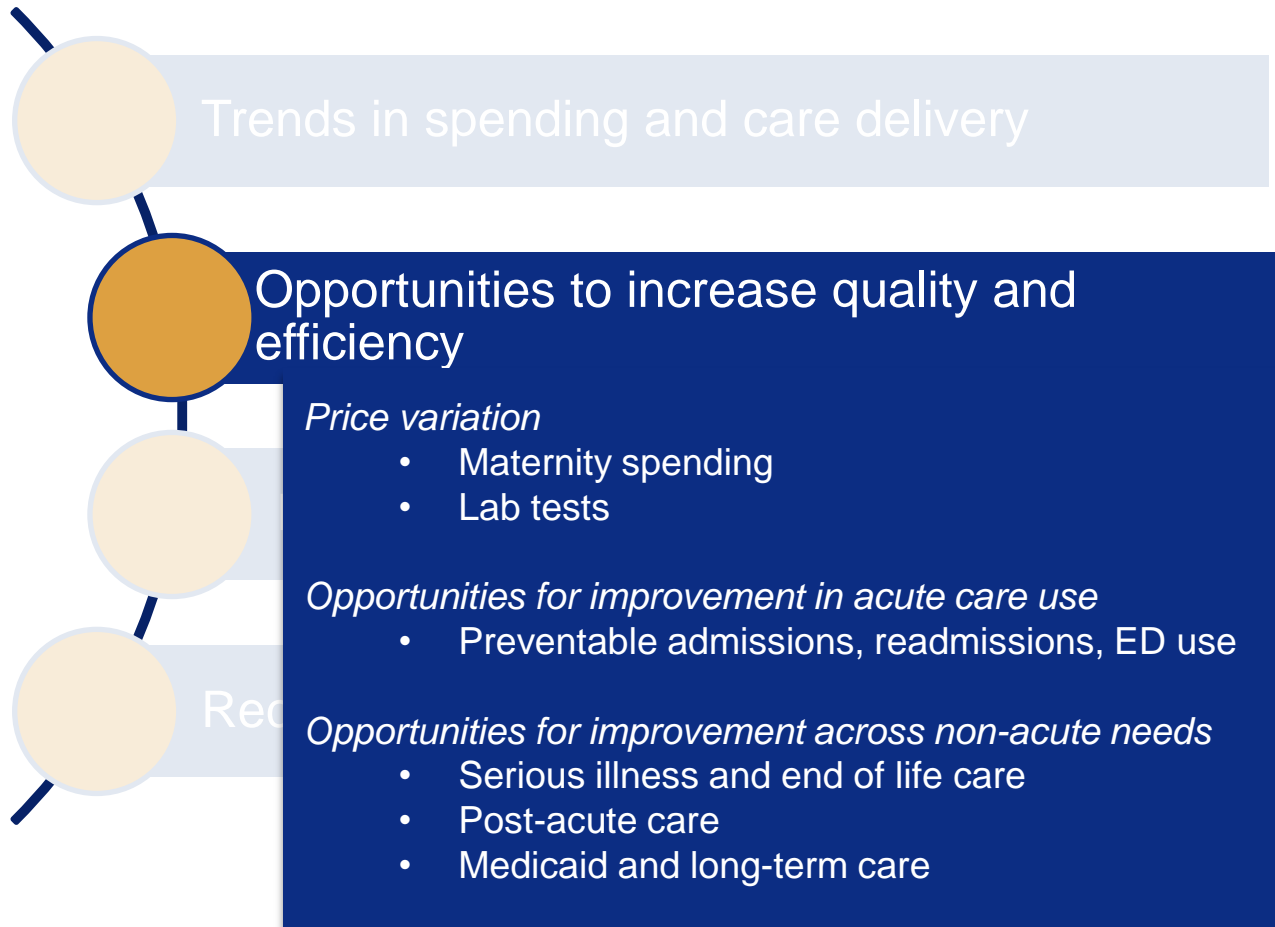 Trends in spending and care delivery
Opportunities to increase quality and
efficiency
Price variation
• Maternity spending
• Lab tests
Opportunities for improvement in acute care use
• Preventable admissions, readmissions, ED use
Opportunities for improvement across non-acute needs
• Serious illness and end of life care
• Post-acute care
• Medicaid and long-term care